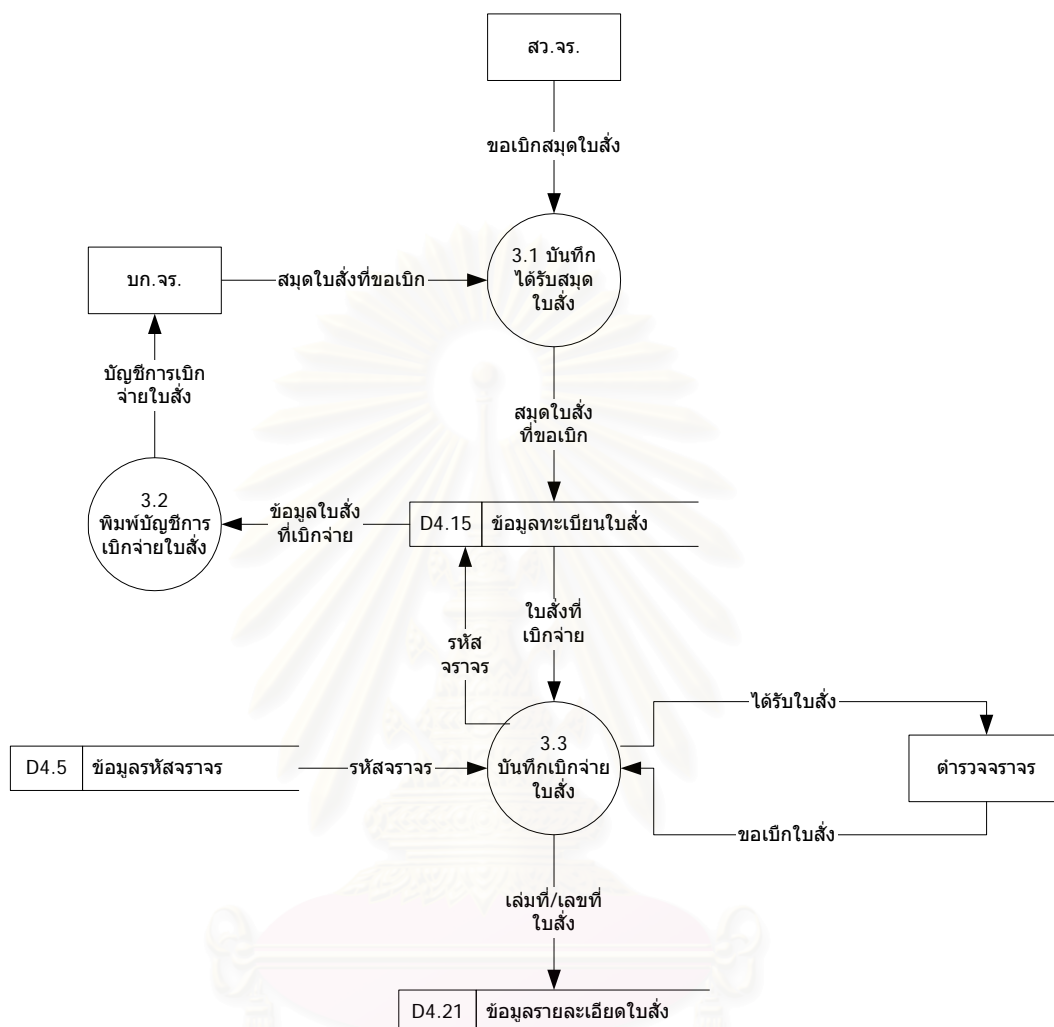 สว.จร.
ขอเบิกสมุดใบสั่ง
3.1 บันทึก
ได้รับสมุด
ใบสั่ง
บก.จร.
สมุดใบสั่งที่ขอเบิก
บัญชีการเบิก
จ่ายใบสั่ง
สมุดใบสั่ง
ที่ขอเบิก
3.2
พิมพ์บัญชีการ
เบิกจ่ายใบสั่ง
ข้อมูลใบสั่ง
ที่เบิกจ่าย
D4.15 ข้อมูลทะเบียนใบสั่ง
ใบสั่งที่
เบิกจ่าย
รหัส
จราจร
ได้รับใบสั่ง
D4.5 ข้อมูลรหัสจราจร
รหัสจราจร
3.3
บันทึกเบิกจ่าย
ใบสั่ง
ตำรวจจราจร
ขอเบืกใบสั่ง
เล่มที่/เลขที่
ใบสั่ง
D4.21 ข้อมูลรายละเอียดใบสั่ง